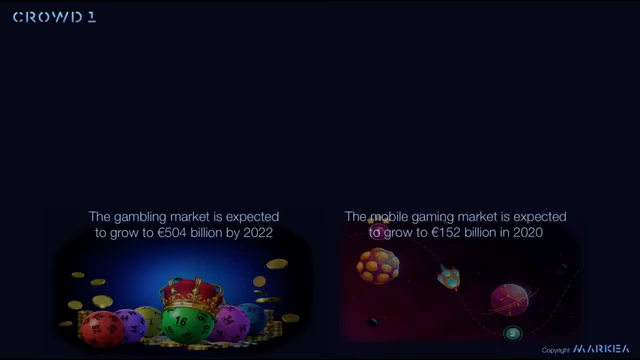 CROWD 1
The gambling market is expected
to grow to €504 billion by 2022
The mobile gaming market is expected
to grow to €152 billion in 2020
16
Copyright MARKEA